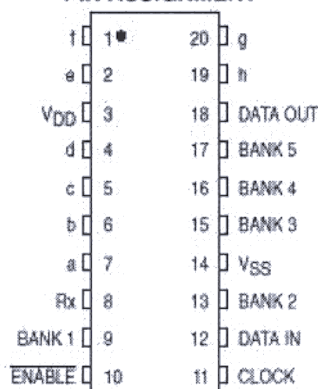 f 1 20 g
e 2 19 h
VDD 3 18 DATA OUT
d 4 17 BANK 5
c 5 16 BANK 4
b 6 15 BANK 3
a 7 14 VSS
Rx 8 13 BANK 2
BANK 1 9 12 DATA IN
ENABLE 10 11 CLOCK